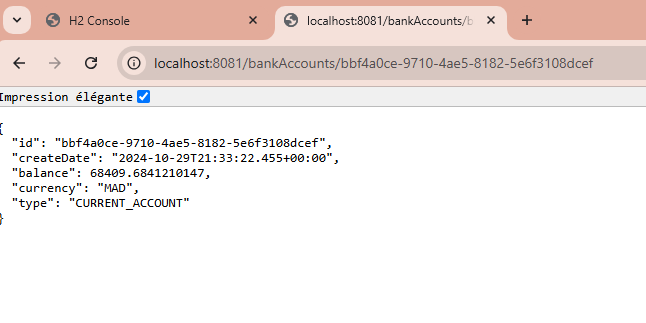 H2 Console
localhost:8081/bankAccounts/b
localhost:8081/bankAccounts/bbf4a0ce-9710-4ae5-8182-5e6f3108dcef
Impression élégante
{
"id": "bbf4a0ce-9710-4ae5-8182-5e6f3108dcef",
"createDate": "2024-10-29T21:33:22.455+00:00",
"balance": 68409.6841210147,
"currency": "MAD",
"type": "CURRENT_ACCOUNT"
}